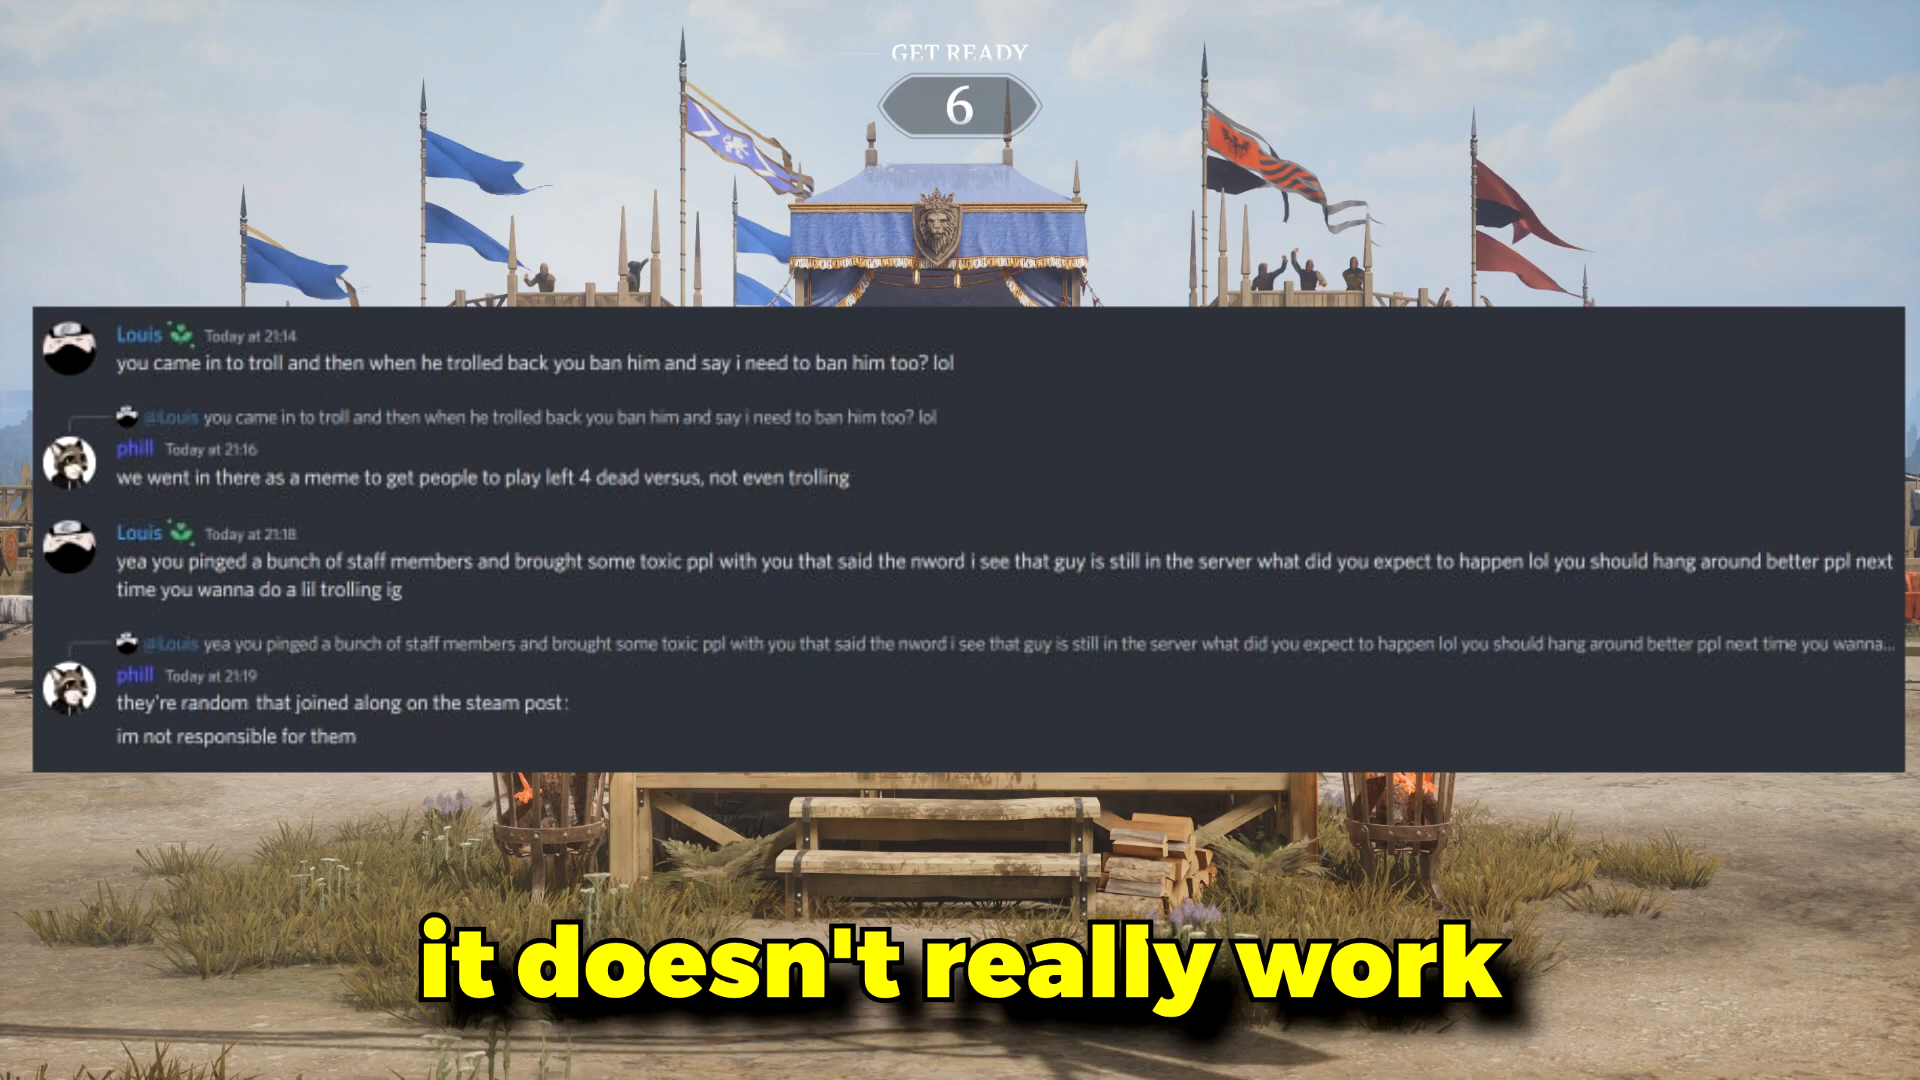 GET READY
6
Louis Today at 21:14
you came in to troll and then when he trolled back you ban him and say i need to ban him too? lol
@Louis you came in to troll and then when he trolled back you ban him and say i need to ban him too? lol
phill Today at 21:16
we went in there as a meme to get people to play left 4 dead versus, not even trolling
Louis Today at 21:18
yea you pinged a bunch of staff members and brought some toxic ppl with you that said the nword i see that guy is still in the server what did you expect to happen lol you should hang around better ppl next
time you wanna do a lil trolling ig
@Louis yea you pinged a bunch of staff members and brought some toxic ppl with you that said the nword i see that guy is still in the server what did you expect to happen lol you should hang around better ppl next time you wanna...
phill Today at 21:19
they're random that joined along on the steam post:
im not responsible for them
it doesn't really work